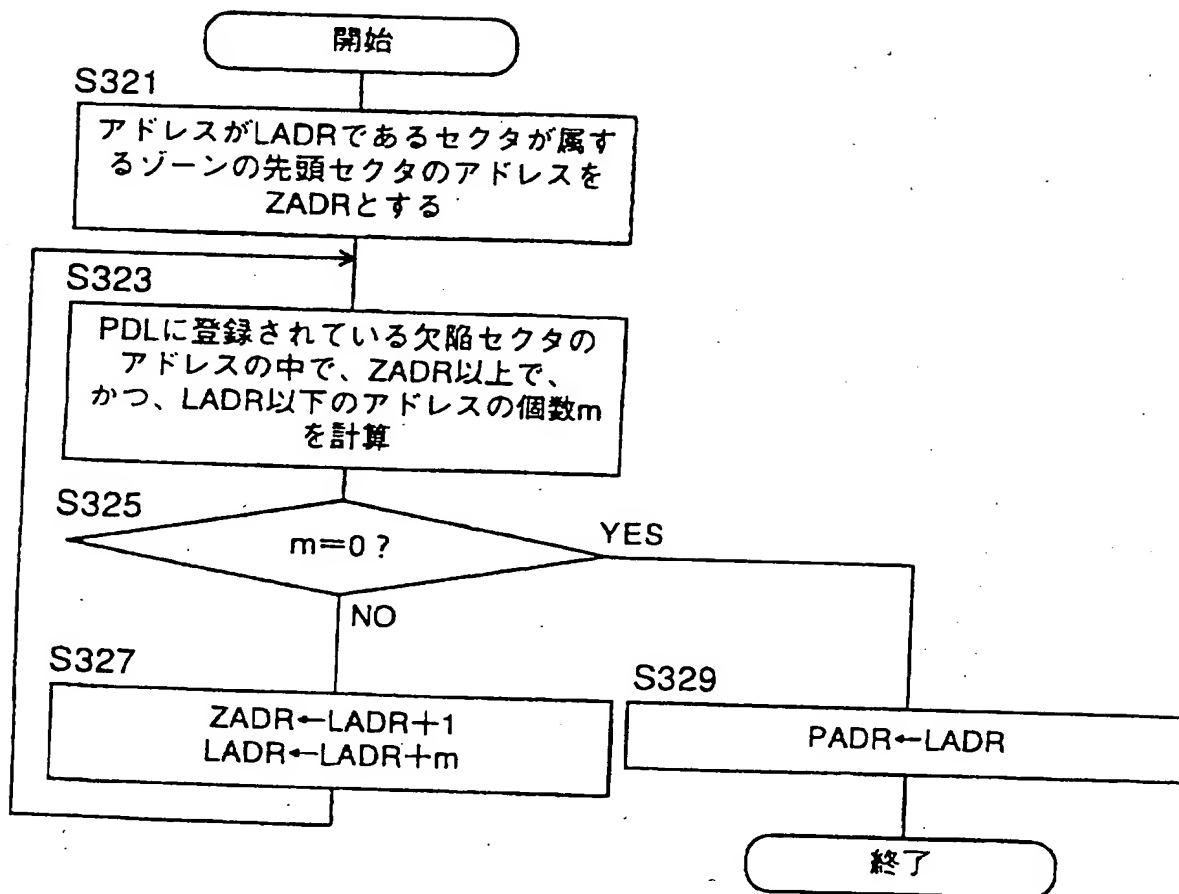 開始
S321
アドレスがLADRであるセクタが属す
るゾーンの先頭セクタのアドレスを
ZADRとする
S323
PDLに登録されている欠陥セクタの
アドレスの中で、ZADR以上で、
かつ、LADR以下のアドレスの個数m
を計算
S325
m=0?
YES
NO
S327
ZADR←LADR+1
LADR←LADR+m
S329
PADR←LADR
終了